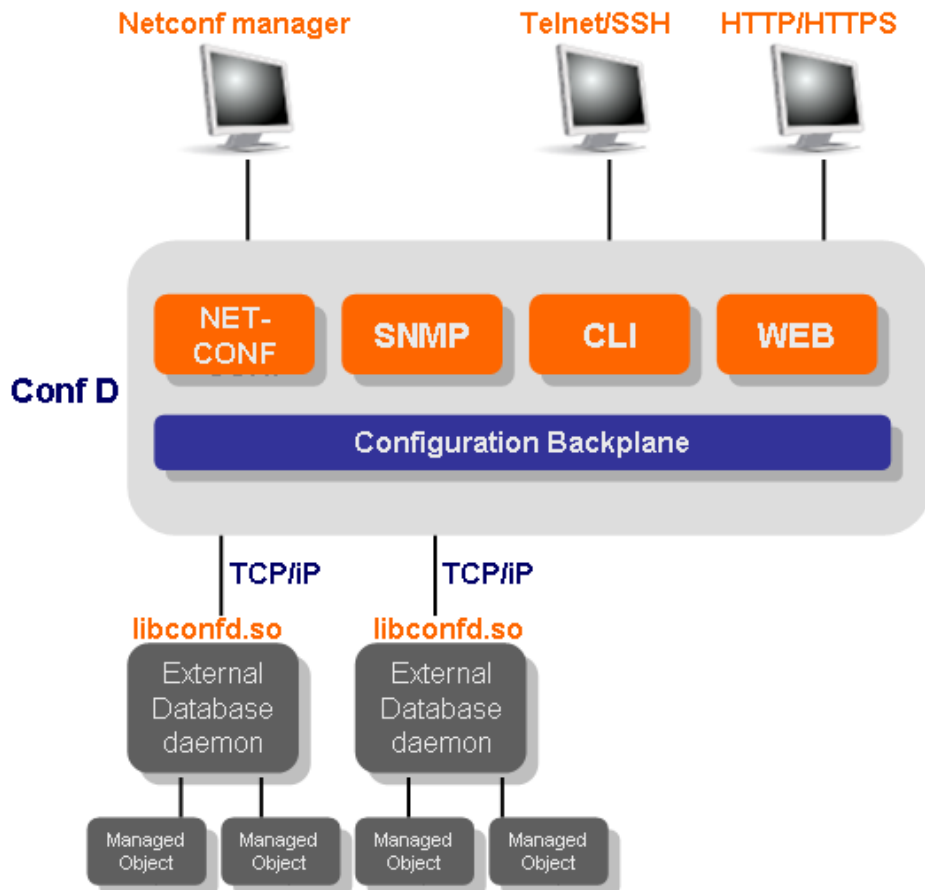 Netconf manager
Telnet/SSH
HTTP/HTTPS
NET-
CONF
SNMP
CLI
WEB
Conf D
Configuration Backplane
TCP/iP
TCP/iP
libconfd.so
libconfd.so
External
Database
daemon
External
Database
daemon
Managed
Object
Managed
Object
Managed
Object
Managed
Object